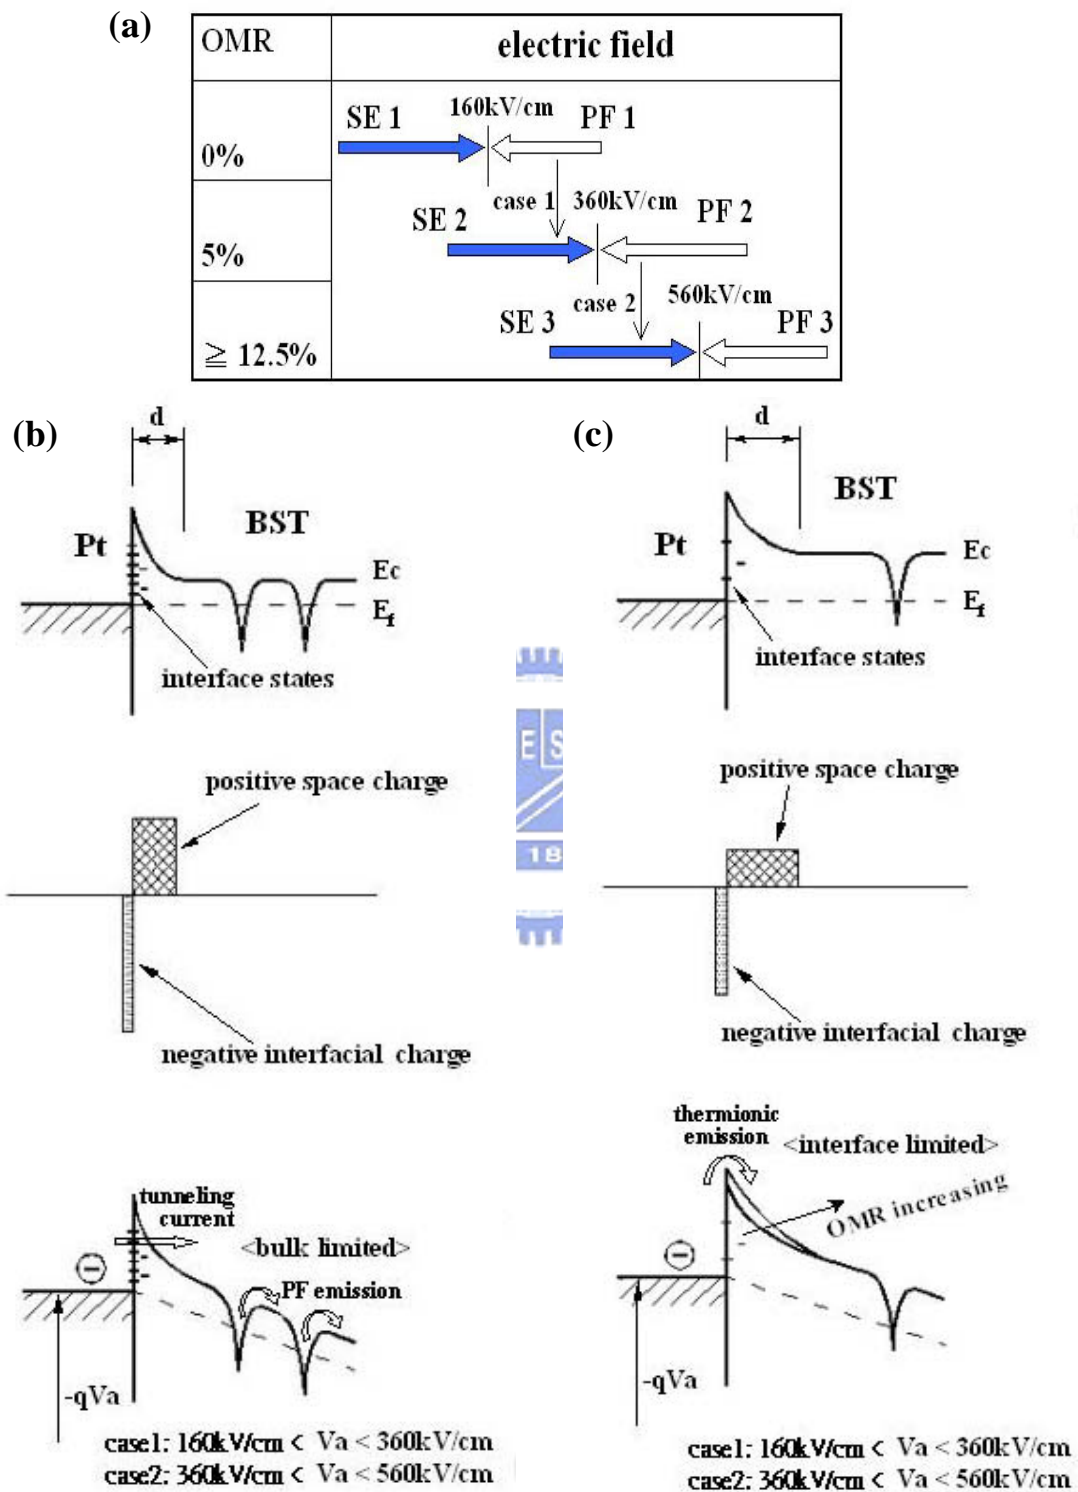 (a)
OMR
electric field
0%
SE 1
160kV/cm
PF 1
case 1
5%
SE 2
360kV/cm
PF 2
case 2
≧ 12.5%
SE 3
560kV/cm
PF 3
(b)
d
Pt
BST
Ec
Ef
interface states
positive space charge
negative interfacial charge
tunneling
current
<bulk limited>
PF emission
-qVa
case1: 160kV/cm < Va < 360kV/cm
case2: 360kV/cm < Va < 560kV/cm
(c)
d
Pt
BST
Ec
Ef
interface states
positive space charge
negative interfacial charge
thermionic
emission
<interface limited>
OMR increasing
-qVa
case1: 160kV/cm < Va < 360kV/cm
case2: 360kV/cm < Va < 560kV/cm
E S
18